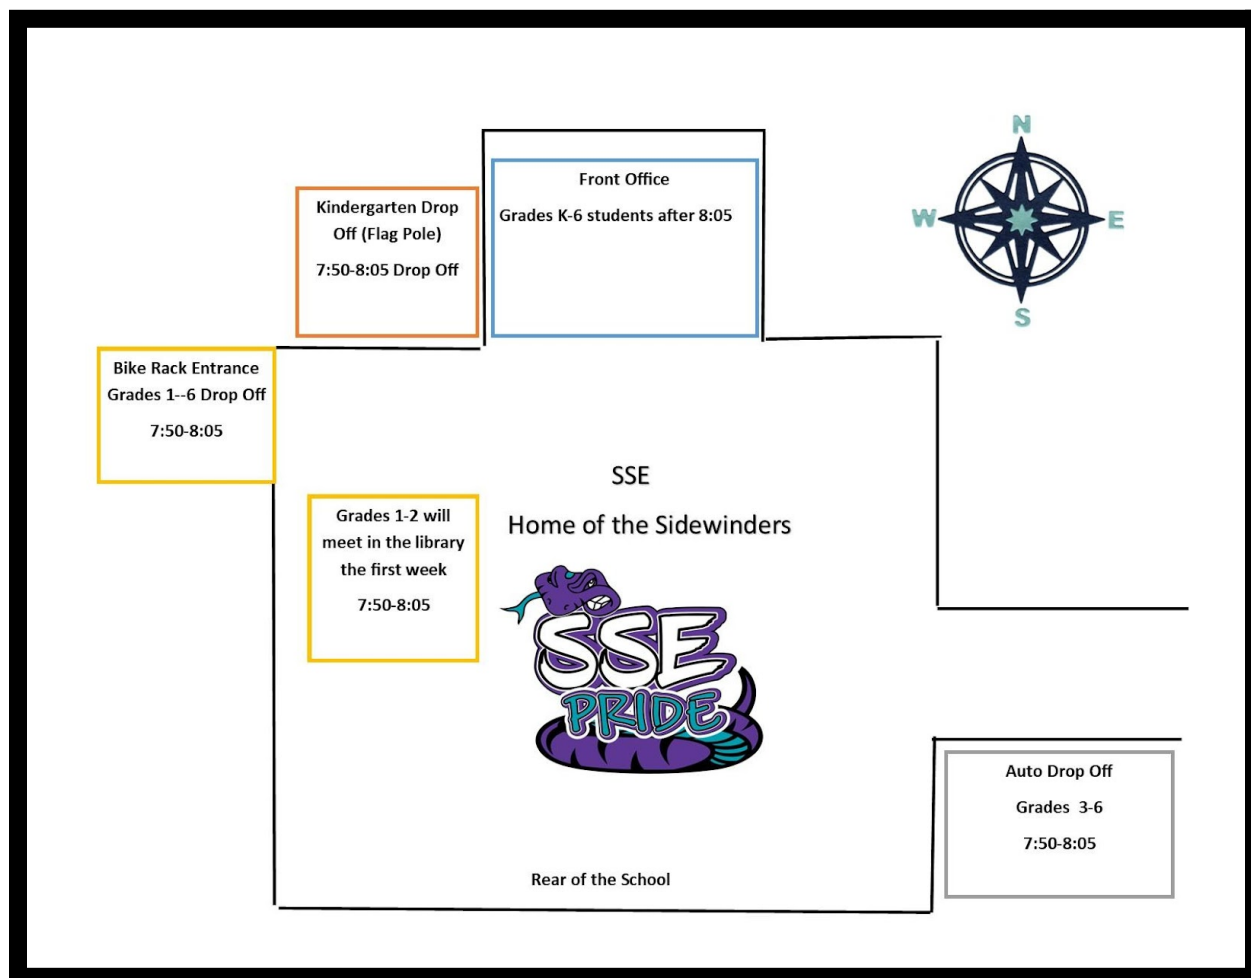 N
W
E
S
Front Office
Grades K-6 students after 8:05
Kindergarten Drop
Off (Flag Pole)
7:50-8:05 Drop Off
Bike Rack Entrance
Grades 1--6 Drop Off
7:50-8:05
SSE
Home of the Sidewinders
Grades 1-2 will
meet in the library
the first week
7:50-8:05
SSE
PRIDE
Auto Drop Off
Grades 3-6
7:50-8:05
Rear of the School